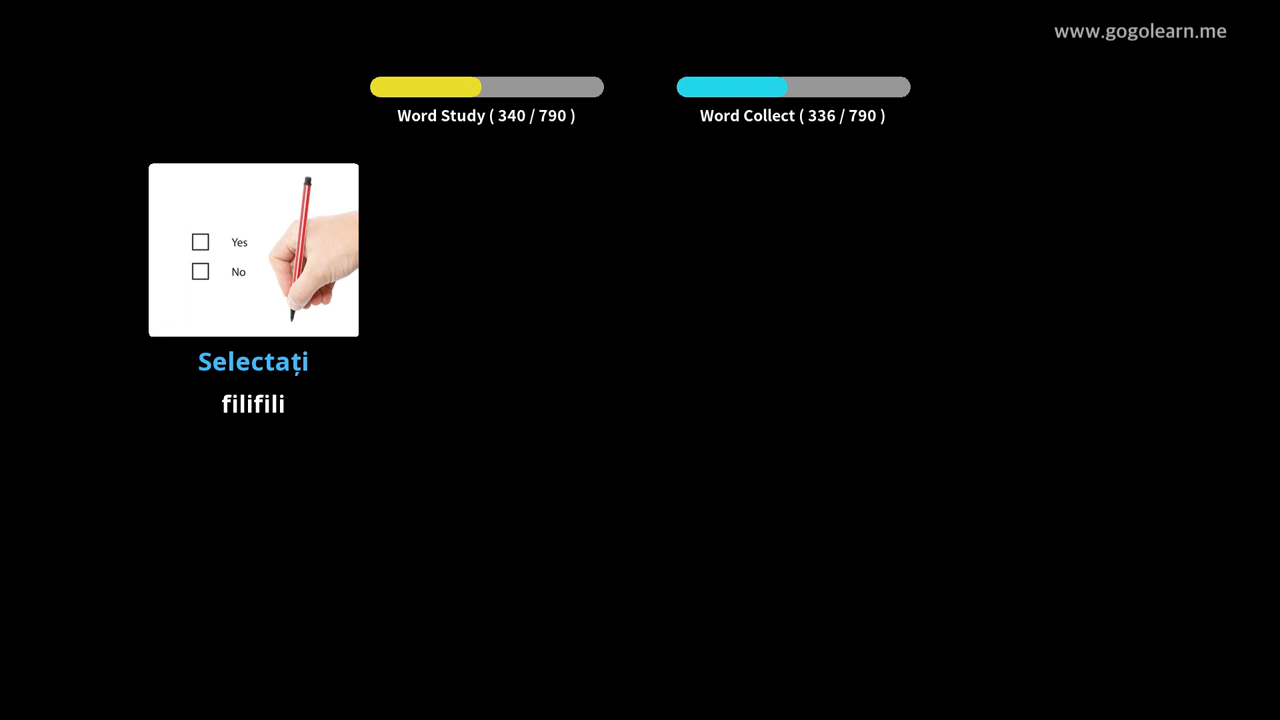 www.gogolearn.me
Word Study ( 340 / 790 )
Word Collect ( 336 / 790 )
Yes
No
Selectați
filifili